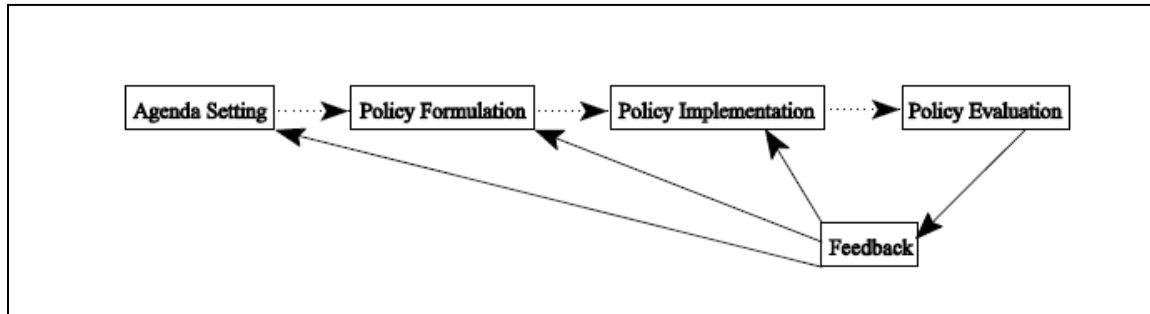 Agenda Setting
Policy Formulation
Policy Implementation
Policy Evaluation
Feedback